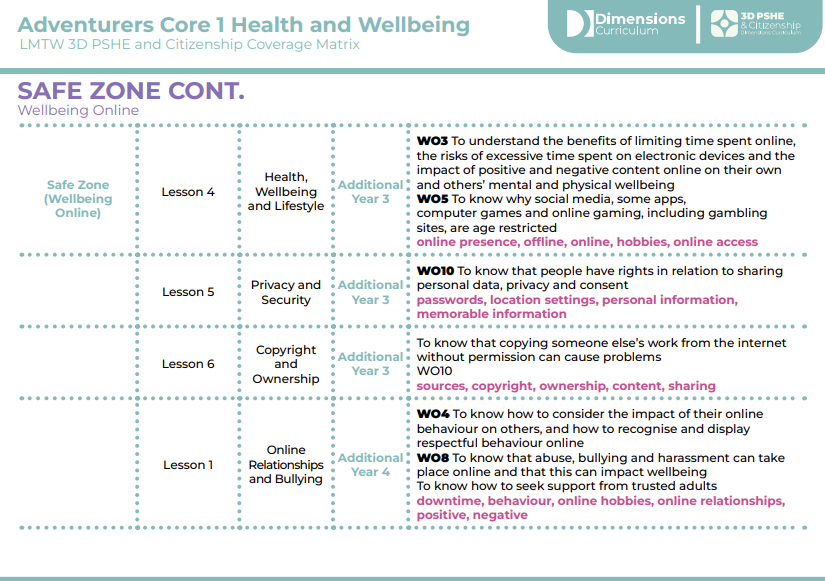 Adventurers Core 1 Health and Wellbeing
LMTW 3D PSHE and Citizenship Coverage Matrix
Dimensions
Curriculum
3D PSHE
& Citizenship
Dimensions Curriculum
SAFE ZONE CONT.
Wellbeing Online
Safe Zone
(Wellbeing
Online)
Lesson 4
Health,
Wellbeing
and Lifestyle
Additional
Year 3
WO3 To understand the benefits of limiting time spent online,
the risks of excessive time spent on electronic devices and the
impact of positive and negative content online on their own
and others’ mental and physical wellbeing
WO5 To know why social media, some apps,
computer games and online gaming, including gambling
sites, are age restricted
online presence, offline, online, hobbies, online access
Lesson 5
Privacy and
Security
Additional
Year 3
WO10 To know that people have rights in relation to sharing
personal data, privacy and consent
passwords, location settings, personal information,
memorable information
Lesson 6
Copyright
and
Ownership
Additional
Year 3
To know that copying someone else’s work from the internet
without permission can cause problems
WO10
sources, copyright, ownership, content, sharing
Lesson 1
Online
Relationships
and Bullying
Additional
Year 4
WO4 To know how to consider the impact of their online
behaviour on others, and how to recognise and display
respectful behaviour online
WO8 To know that abuse, bullying and harassment can take
place online and that this can impact wellbeing
To know how to seek support from trusted adults
downtime, behaviour, online hobbies, online relationships,
positive, negative